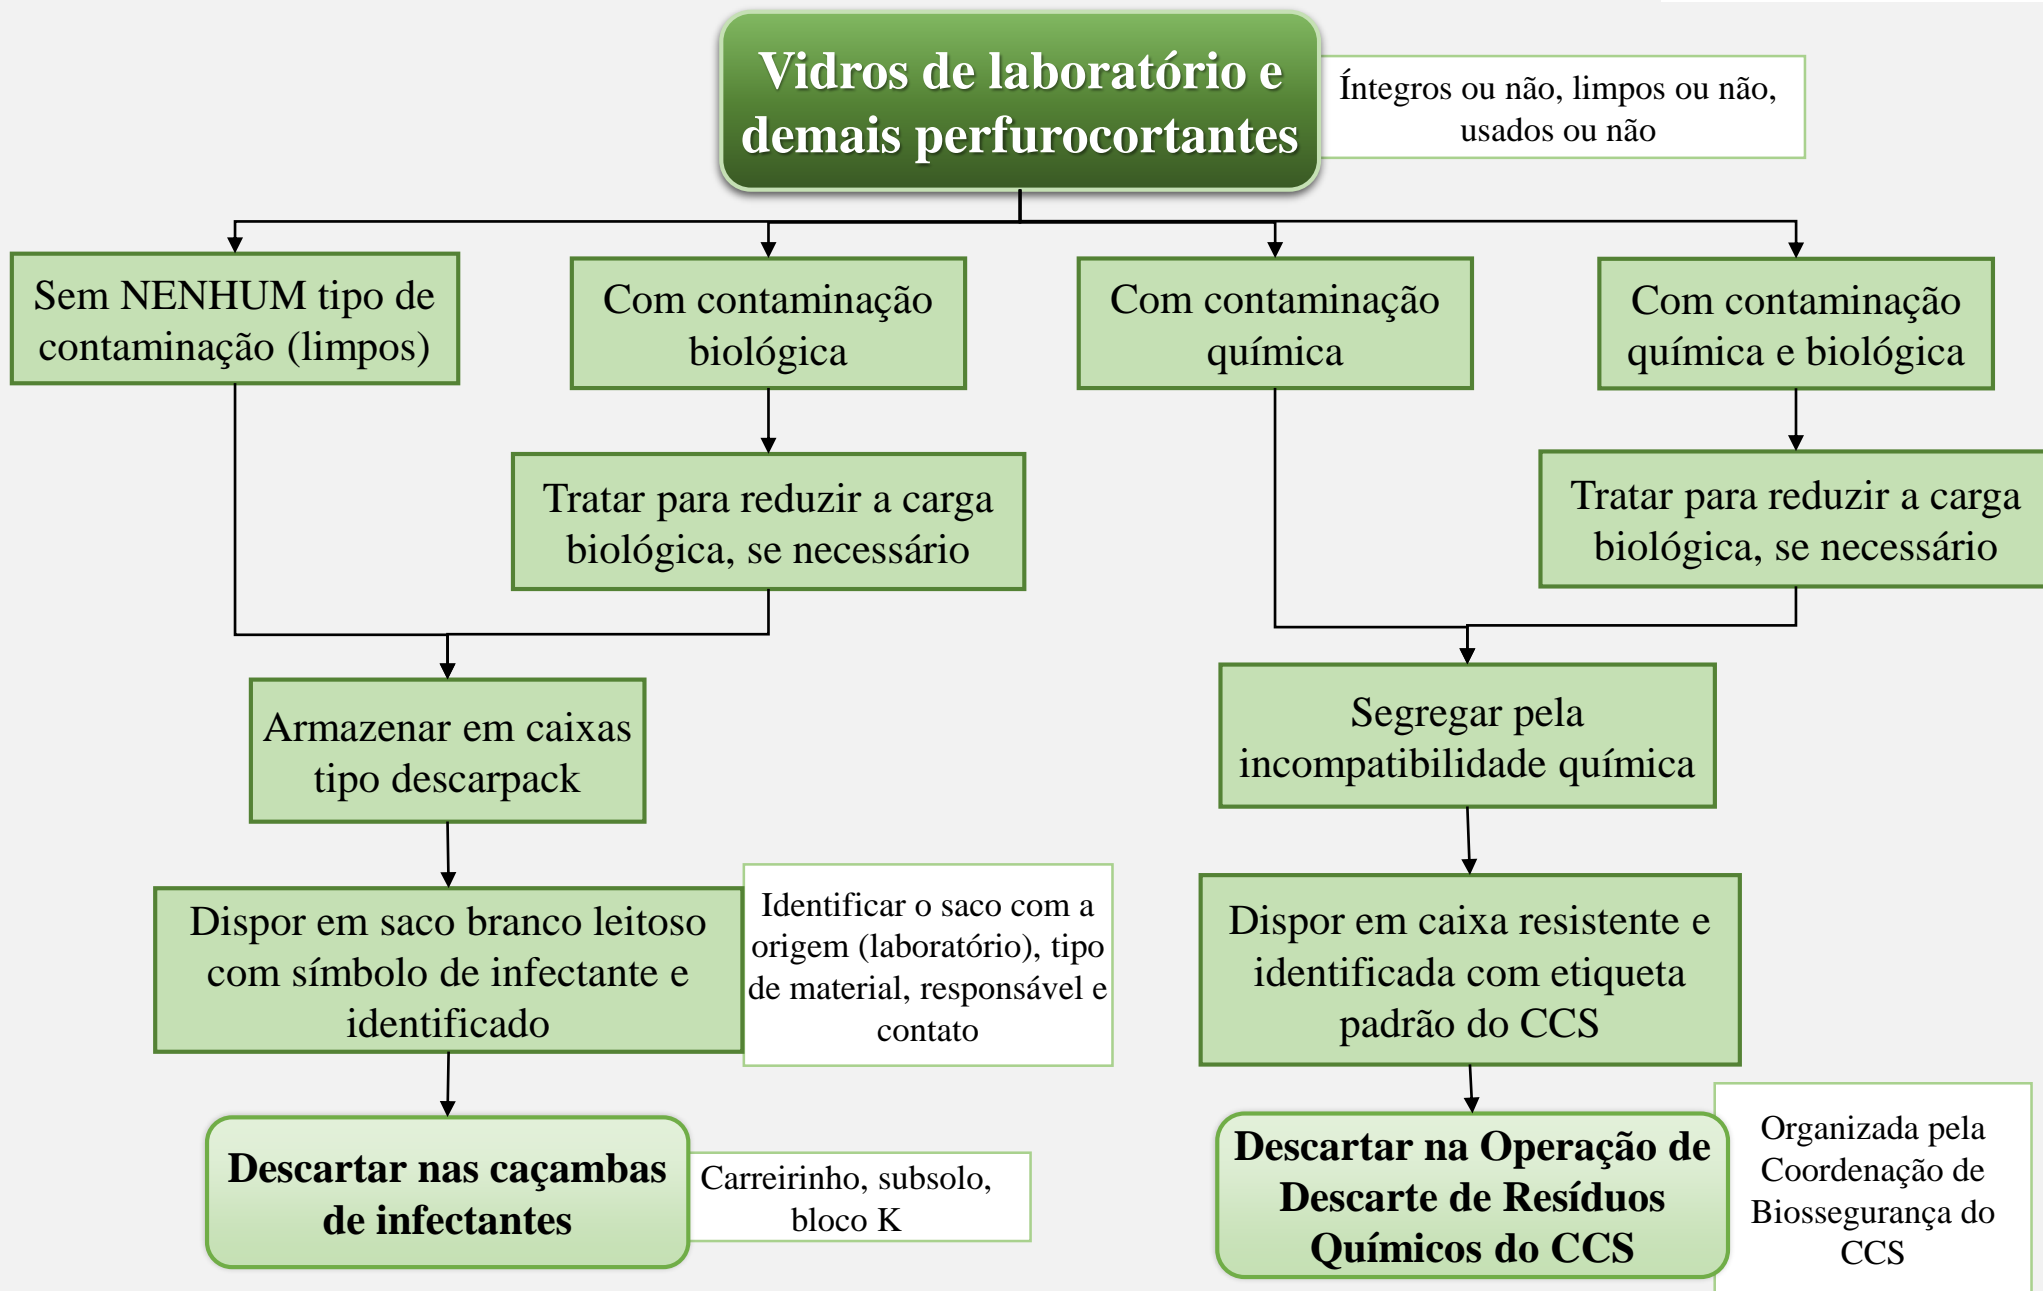 Vidros de laboratório e
demais perfurocortantes
Íntegros ou não, limpos ou não,
usados ou não
Sem NENHUM tipo de
contaminação (limpos)
Com contaminação
biológica
Com contaminação
química
Com contaminação
química e biológica
Tratar para reduzir a carga
biológica, se necessário
Tratar para reduzir a carga
biológica, se necessário
Armazenar em caixas
tipo descarpack
Segregar pela
incompatibilidade química
Dispor em saco branco leitoso
com símbolo de infectante e
identificado
Identificar o saco com a
origem (laboratório), tipo
de material, responsável e
contato
Dispor em caixa resistente e
identificada com etiqueta
padrão do CCS
Descartar nas caçambas
de infectantes
Carreirinho, subsolo,
bloco K
Descartar na Operação de
Descarte de Resíduos
Químicos do CCS
Organizada pela
Coordenação de
Biossegurança do
CCS